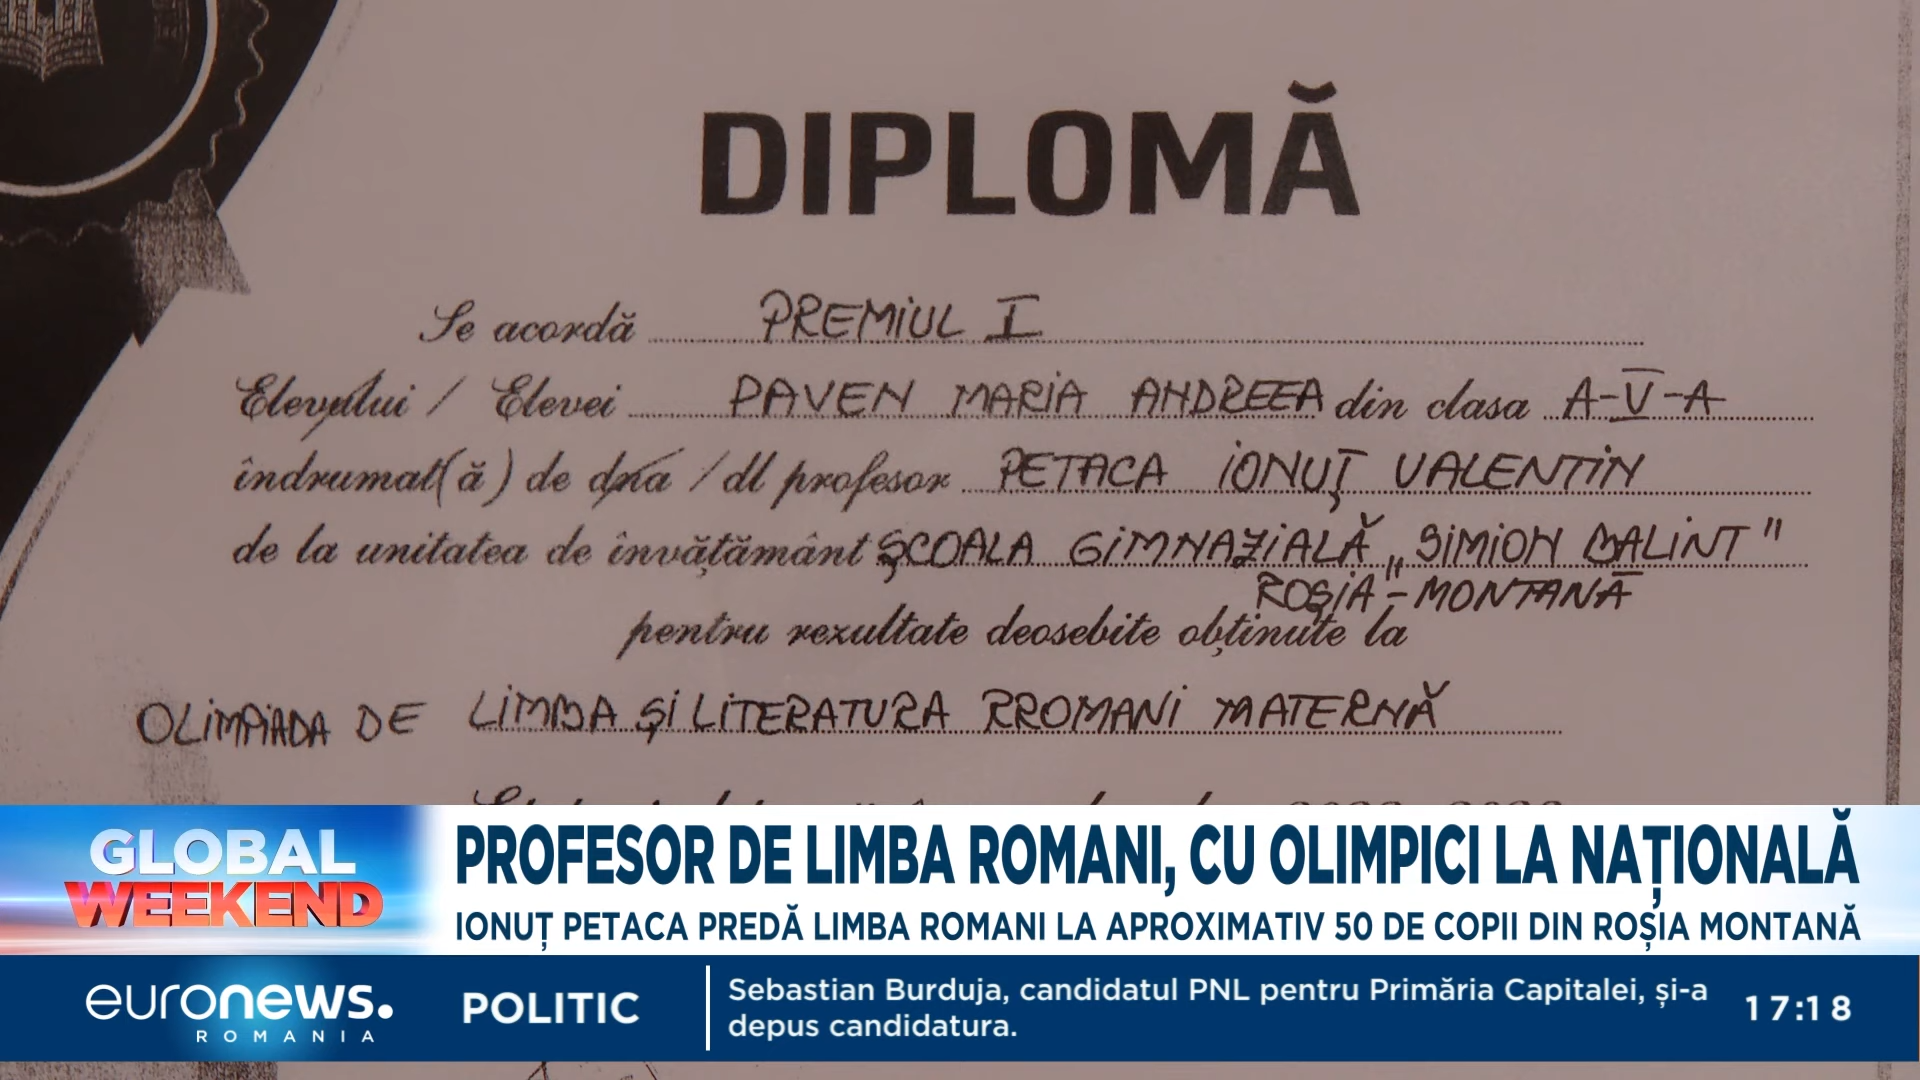 DIPLOMĂ
Se acordă PREMIUL I
Elevului / Elevei PAVEN MARIA ANDREEA din clasa A-V-A
îndrumat(ă) de dna / dl profesor PETACA IONUȚ VALENTIN
de la unitatea de învățământ ȘCOALA GIMNAZIALĂ „SIMION BALINT"
ROȘIA - MONTANĂ
pentru rezultate deosebite obținute la
OLIMPIADA DE LIMBA ȘI LITERATURA RROMANI MATERNĂ
GLOBAL
WEEKEND
PROFESOR DE LIMBA ROMANI, CU OLIMPICI LA NAȚIONALĂ
IONUȚ PETACA PREDĂ LIMBA ROMANI LA APROXIMATIV 50 DE COPII DIN ROȘIA MONTANĂ
euronews.
ROMANIA
POLITIC
Sebastian Burduja, candidatul PNL pentru Primăria Capitalei, și-a
depus candidatura.
17:18